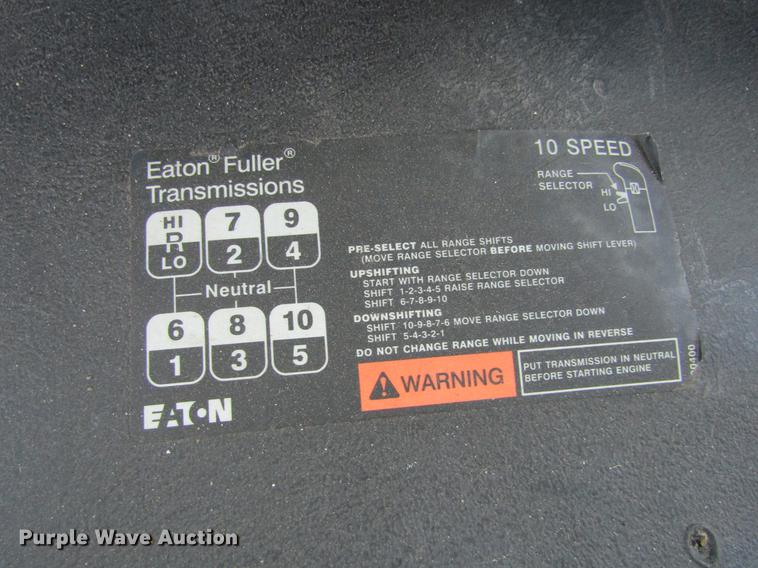 Eaton® Fuller®
Transmissions
10 SPEED
RANGE
SELECTOR
HI
LO
N
HI 7 9
R
LO 2 4
Neutral
6 8 10
1 3 5
EATON
PRE-SELECT ALL RANGE SHIFTS
(MOVE RANGE SELECTOR BEFORE MOVING SHIFT LEVER)
UPSHIFTING
START WITH RANGE SELECTOR DOWN
SHIFT 1-2-3-4-5 RAISE RANGE SELECTOR
SHIFT 6-7-8-9-10
DOWNSHIFTING
SHIFT 10-9-8-7-6 MOVE RANGE SELECTOR DOWN
SHIFT 5-4-3-2-1
DO NOT CHANGE RANGE WHILE MOVING IN REVERSE
WARNING
PUT TRANSMISSION IN NEUTRAL
BEFORE STARTING ENGINE
Purple Wave Auction